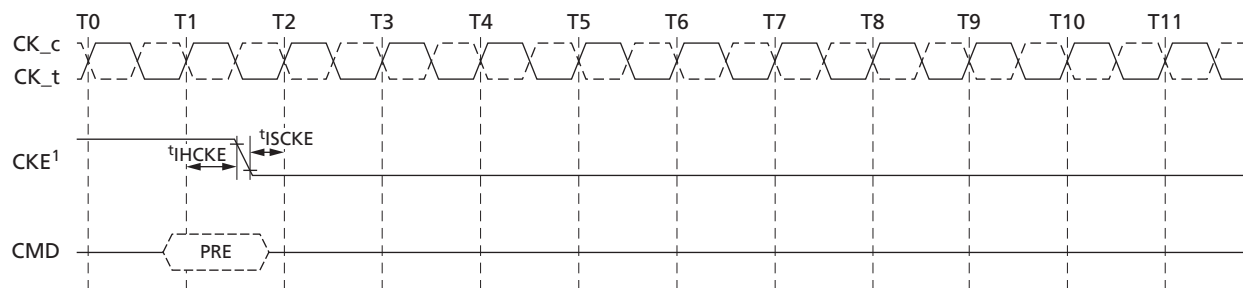 T0 T1 T2 T3 T4 T5 T6 T7 T8 T9 T10 T11
CK_c
CK_t
tISCKE
tIHCKE
CKE1
CMD PRE